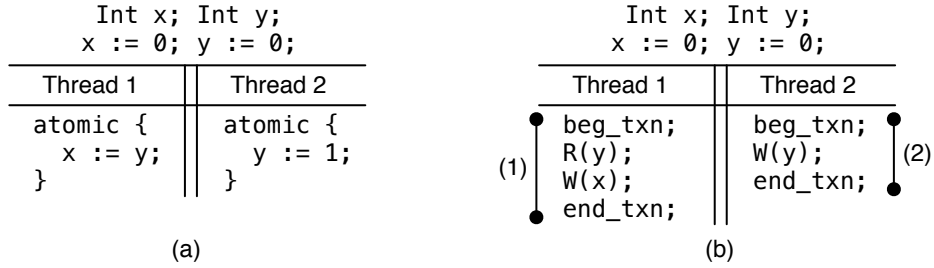 Int x; Int y;
x := 0; y := 0;
Thread 1 Thread 2
atomic { atomic {
x := y; y := 1;
} }
(a)
Int x; Int y;
x := 0; y := 0;
Thread 1 Thread 2
(1)
beg_txn; beg_txn;
R(y); W(y);
W(x); end_txn;
end_txn;
(2)
(b)